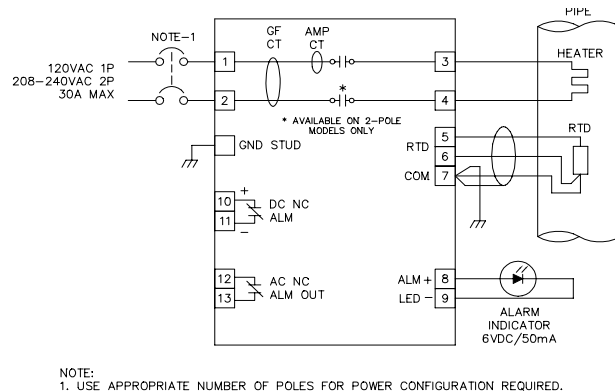 PIPE
NOTE-1
GF
CT
AMP
CT
120VAC 1P
208-240VAC 2P
30A MAX
1
2
3
4
HEATER
*
* AVAILABLE ON 2-POLE
MODELS ONLY
GND STUD
RTD
COM
5
6
7
RTD
10
11
+
−
DC NC
ALM
12
13
AC NC
ALM OUT
ALM +
LED −
8
9
ALARM
INDICATOR
6VDC/50mA
NOTE:
1. USE APPROPRIATE NUMBER OF POLES FOR POWER CONFIGURATION REQUIRED.